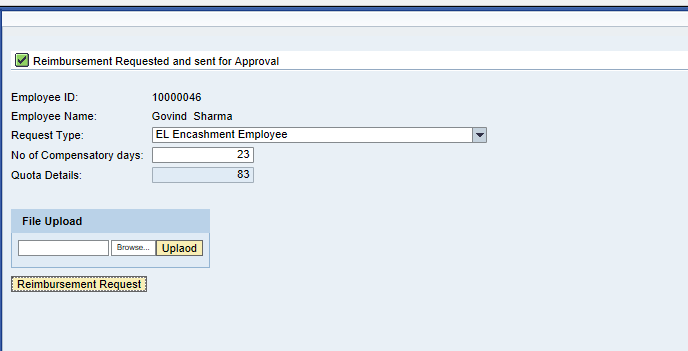 Reimbursement Requested and sent for Approval
Employee ID: 10000046
Employee Name: Govind Sharma
Request Type: EL Encashment Employee
No of Compensatory days: 23
Quota Details: 83
File Upload
Browse... Uplaod
Reimbursement Request